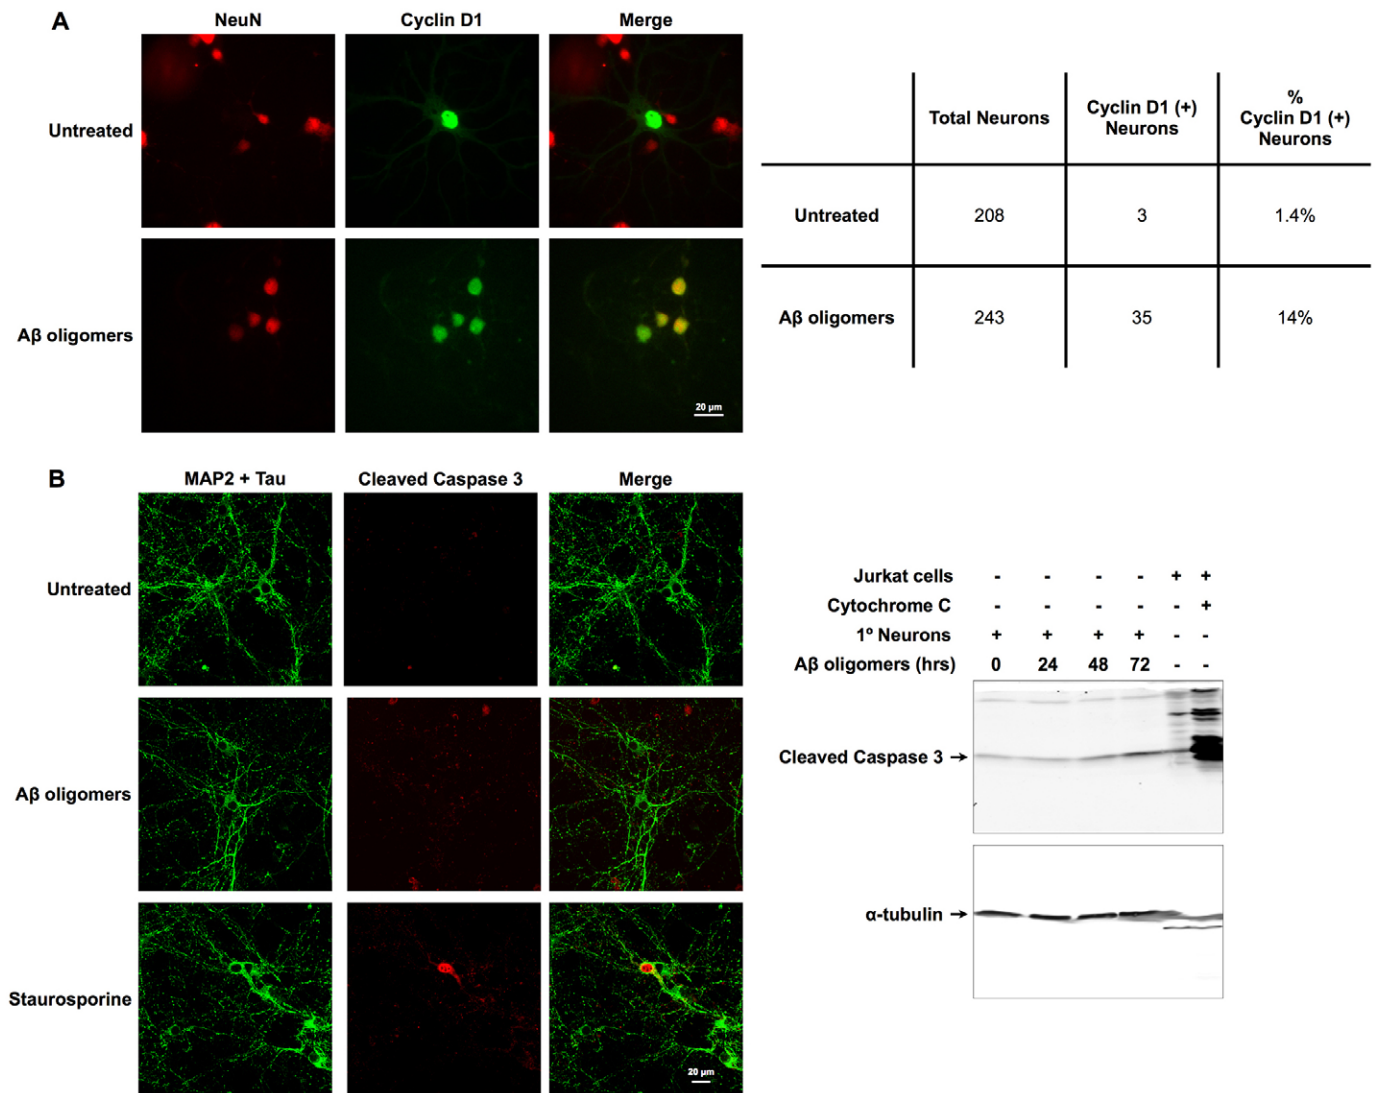 A
NeuN
Cyclin D1
Merge
Untreated
Aβ oligomers
20 µm
Total Neurons
Cyclin D1 (+)
Neurons
%
Cyclin D1 (+)
Neurons
Untreated
208
3
1.4%
Aβ oligomers
243
35
14%
B
MAP2 + Tau
Cleaved Caspase 3
Merge
Untreated
Aβ oligomers
Staurosporine
20 µm
Jurkat cells - - - - + +
Cytochrome C - - - - - +
1º Neurons + + + + - -
Aβ oligomers (hrs) 0 24 48 72 - -
Cleaved Caspase 3
α-tubulin